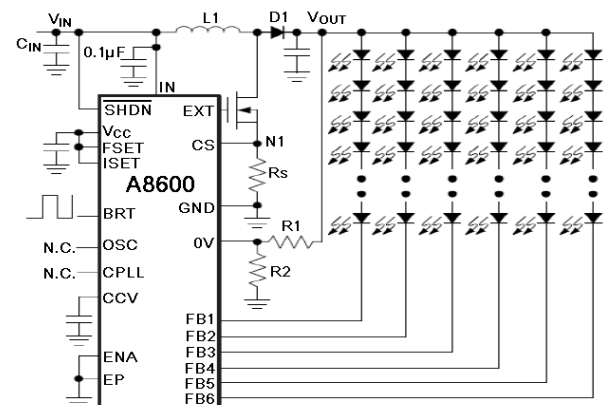 L1
D1
VIN
VOUT
CIN
0.1µF
IN
SHDN
EXT
VCC
FSET
ISET
CS
N1
A8600
RS
GND
BRT
R1
N.C.
OSC
0V
N.C.
CPLL
R2
CCV
FB1
FB2
FB3
ENA
FB4
EP
FB5
FB6